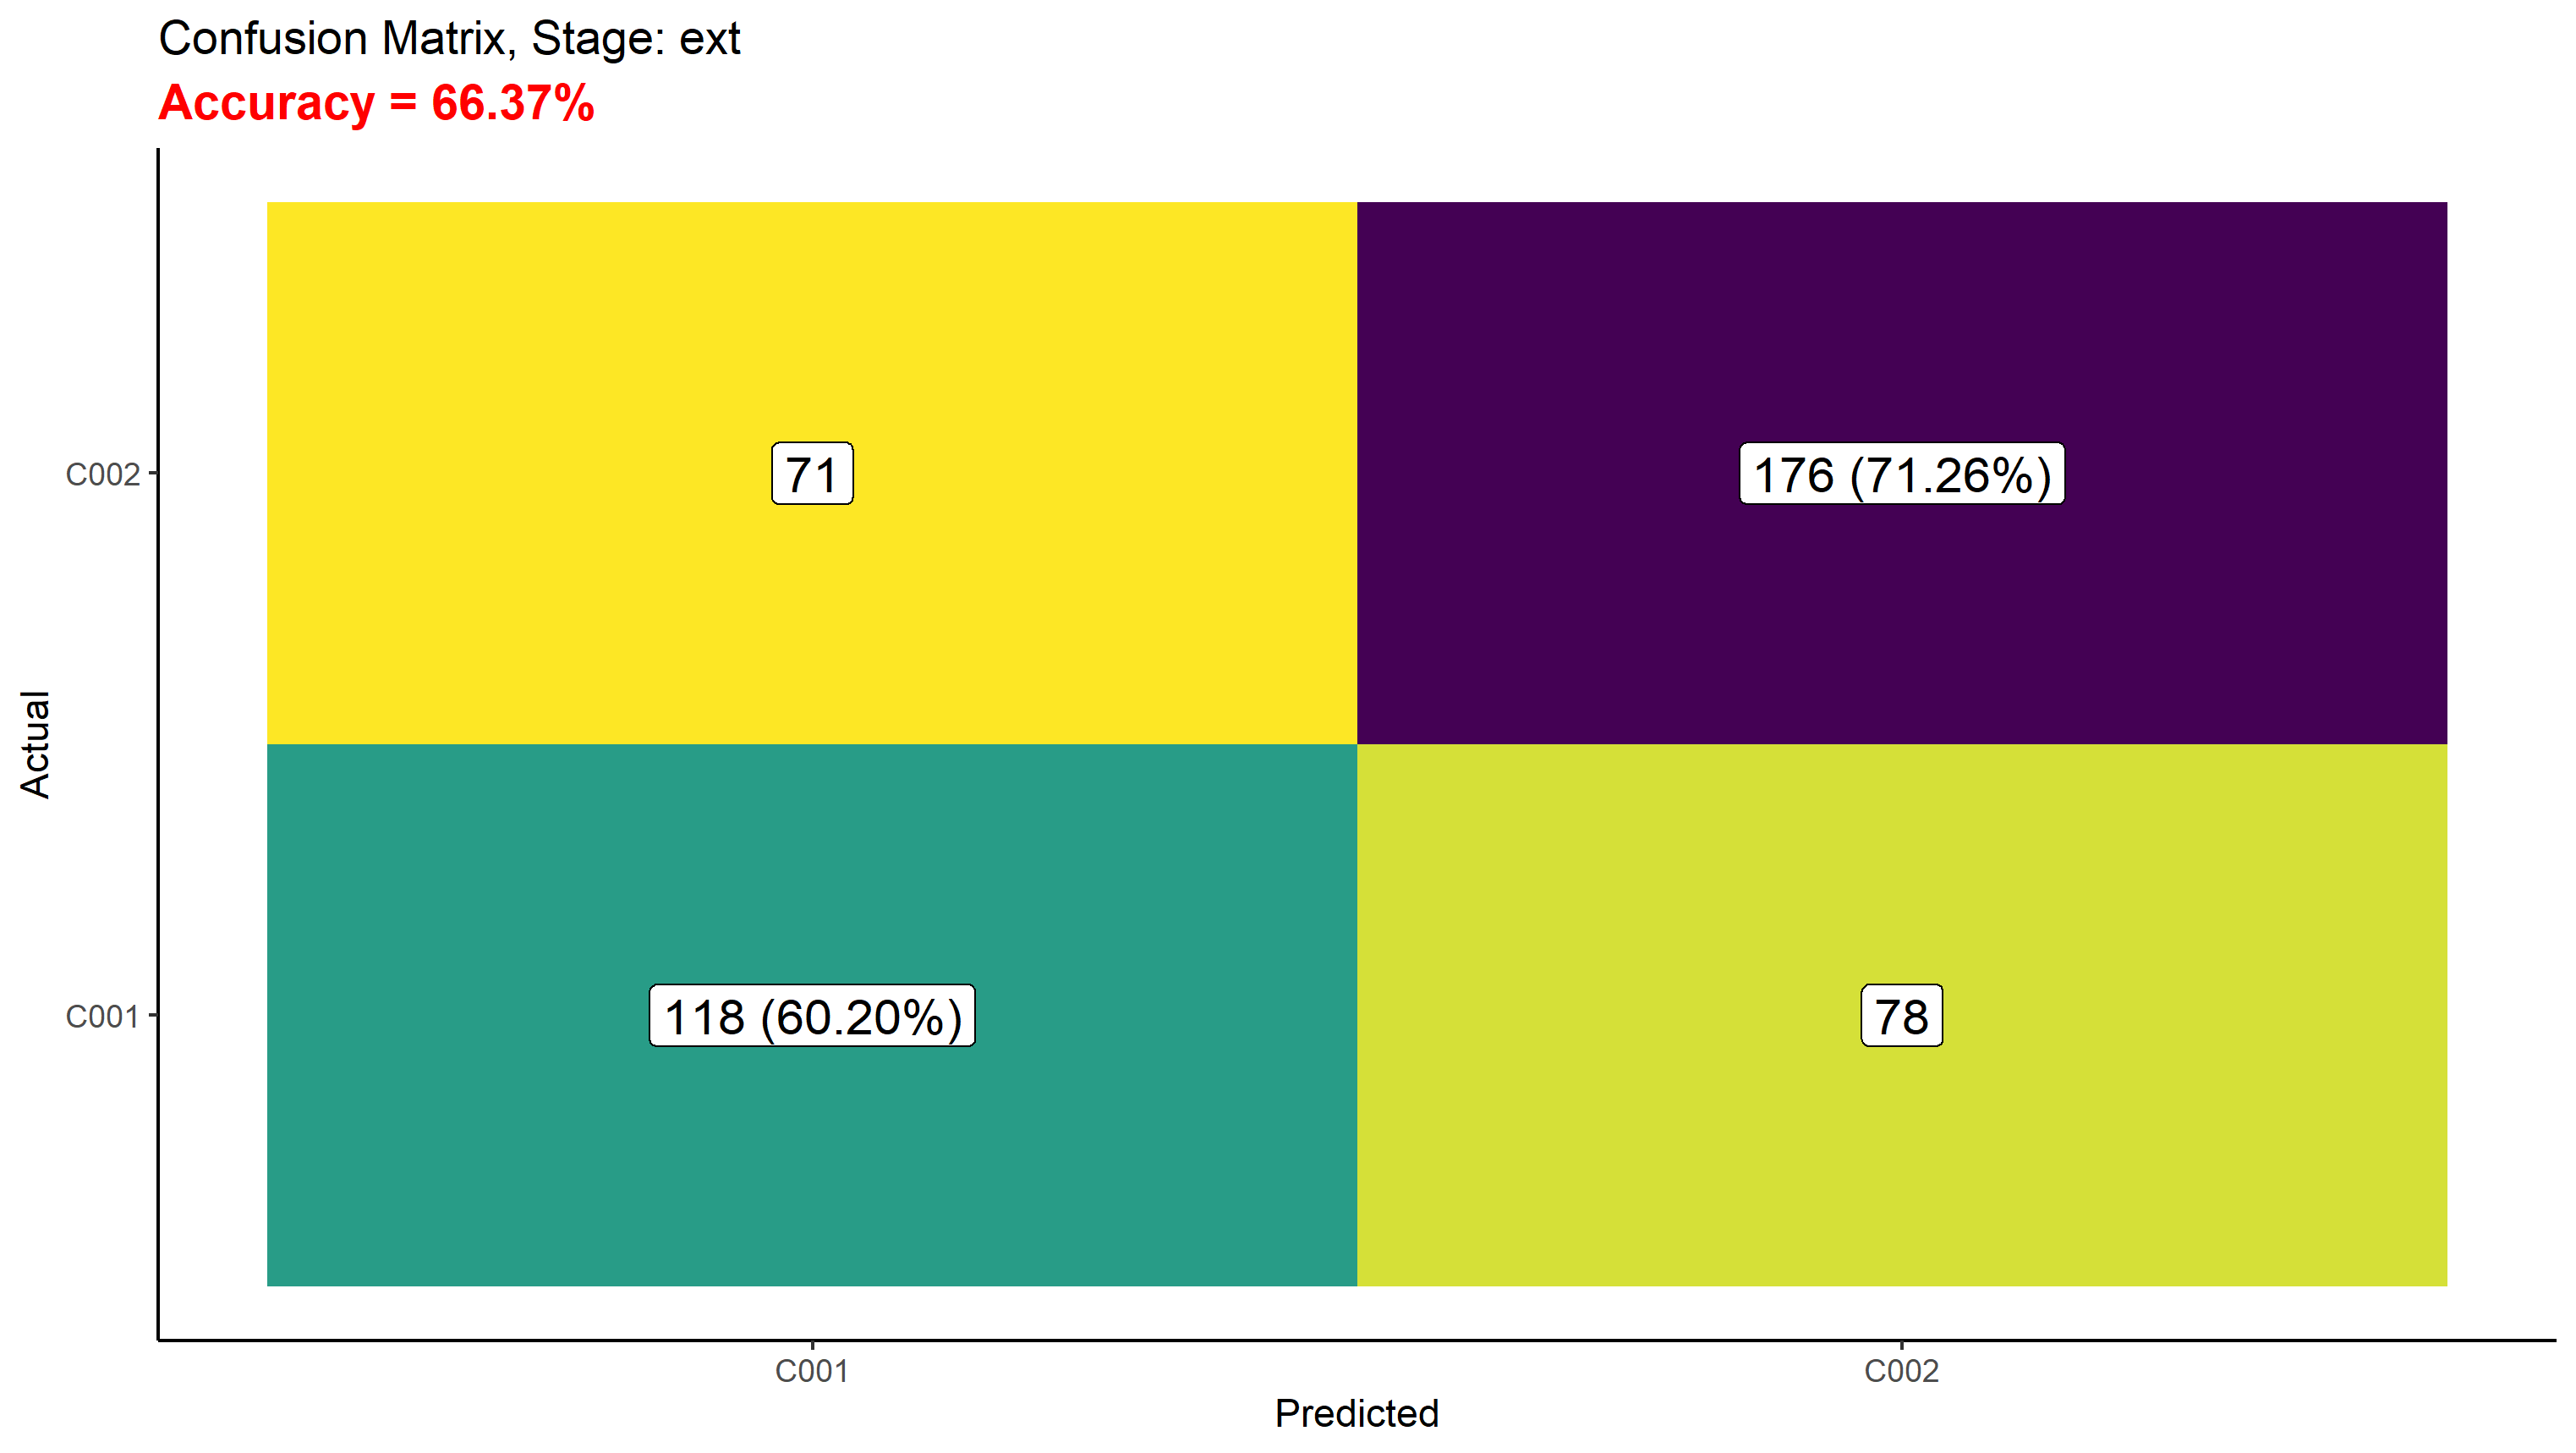 Confusion Matrix, Stage: ext
Accuracy = 66.37%
C002
71
176 (71.26%)
Actual
C001
118 (60.20%)
78
C001
C002
Predicted